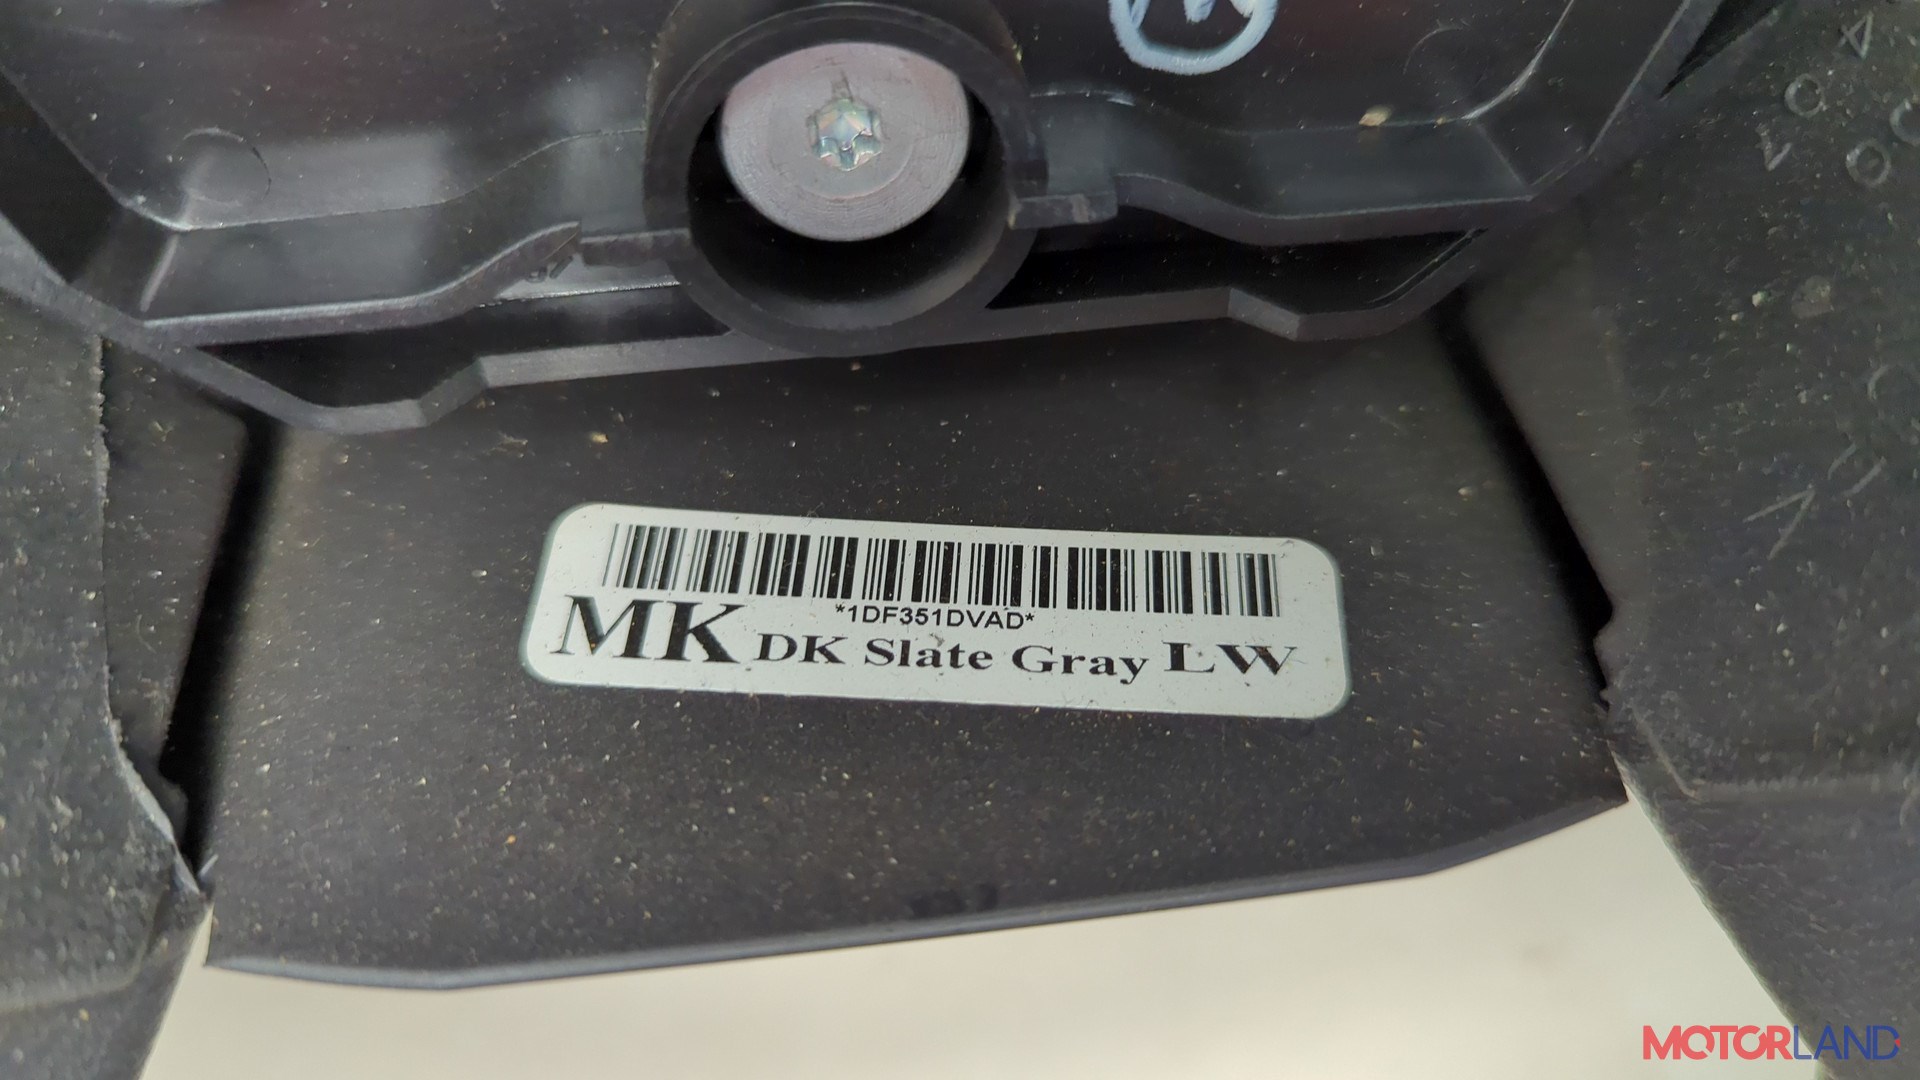 *1DF351DVAD*
MK DK Slate Gray LW
MOTORLAND